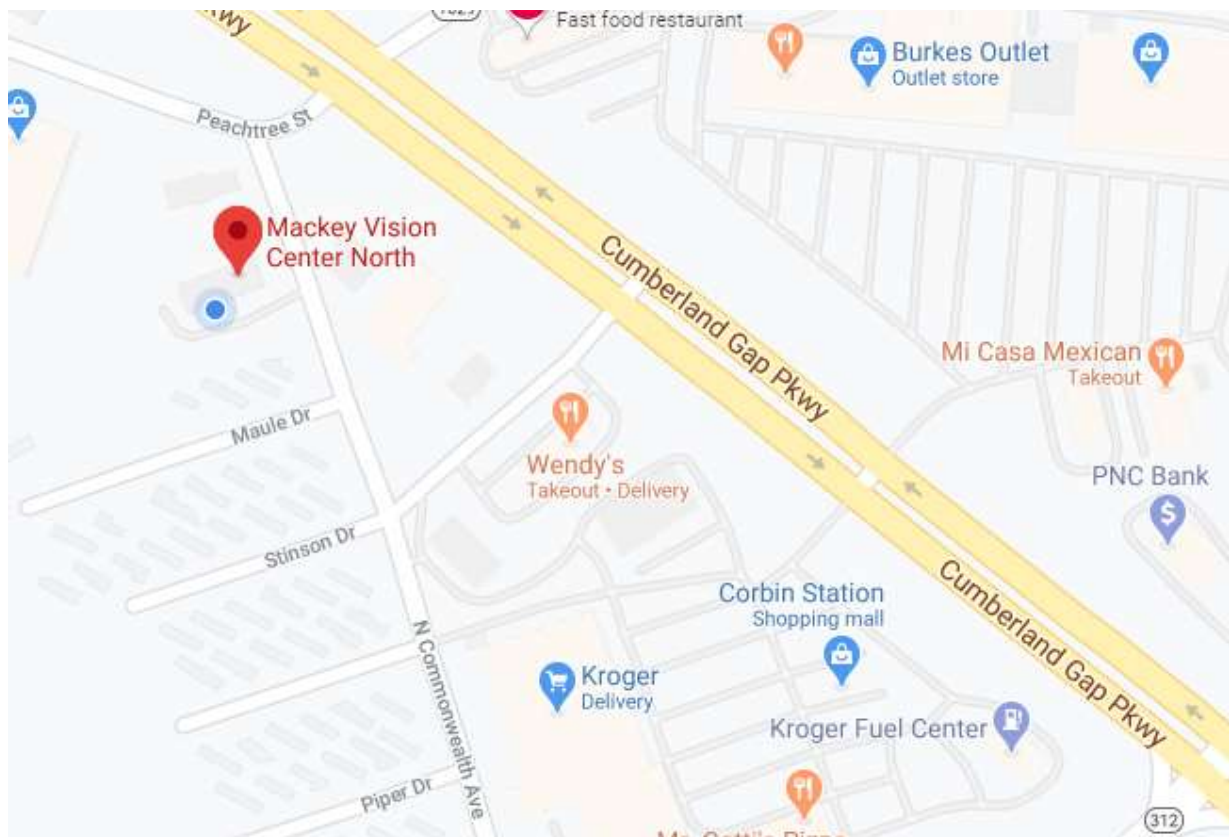 Fast food restaurant
Pkwy
Burkes Outlet
Outlet store
Peachtree St
Mackey Vision
Center North
Cumberland Gap Pkwy
Mi Casa Mexican
Takeout
Maule Dr
Wendy's
Takeout • Delivery
PNC Bank
$
Stinson Dr
Corbin Station
Shopping mall
Cumberland Gap Pkwy
N Commonwealth Ave
Kroger
Delivery
Kroger Fuel Center
Piper Dr
312